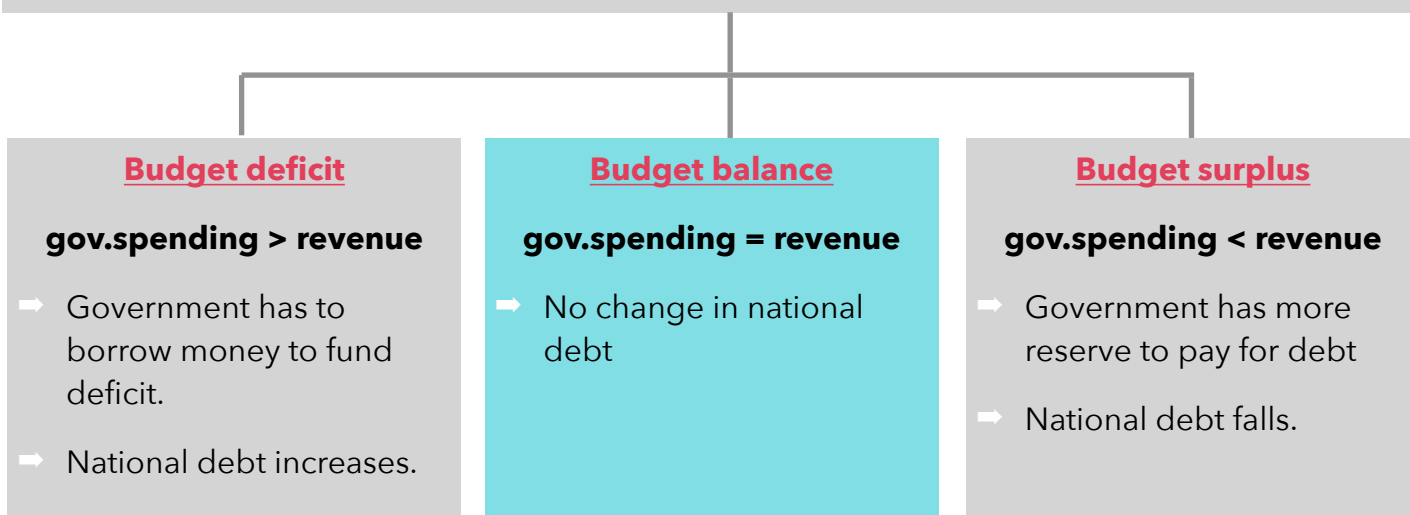 Budget deficit
gov.spending > revenue
➡ Government has to
borrow money to fund
deficit.
➡ National debt increases.
Budget balance
gov.spending = revenue
➡ No change in national
debt
Budget surplus
gov.spending < revenue
➡ Government has more
reserve to pay for debt
➡ National debt falls.